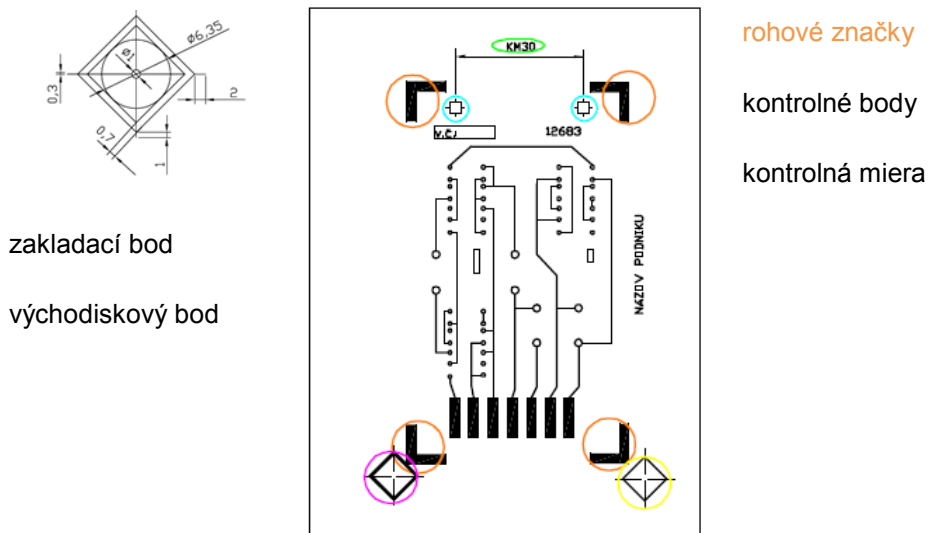 ø6,35
ø1
0,3
2
0,7
1
zakladací bod
východiskový bod
KM30
V.Č.:
12683
NÁZOV PODNIKU
rohové značky
kontrolné body
kontrolná miera